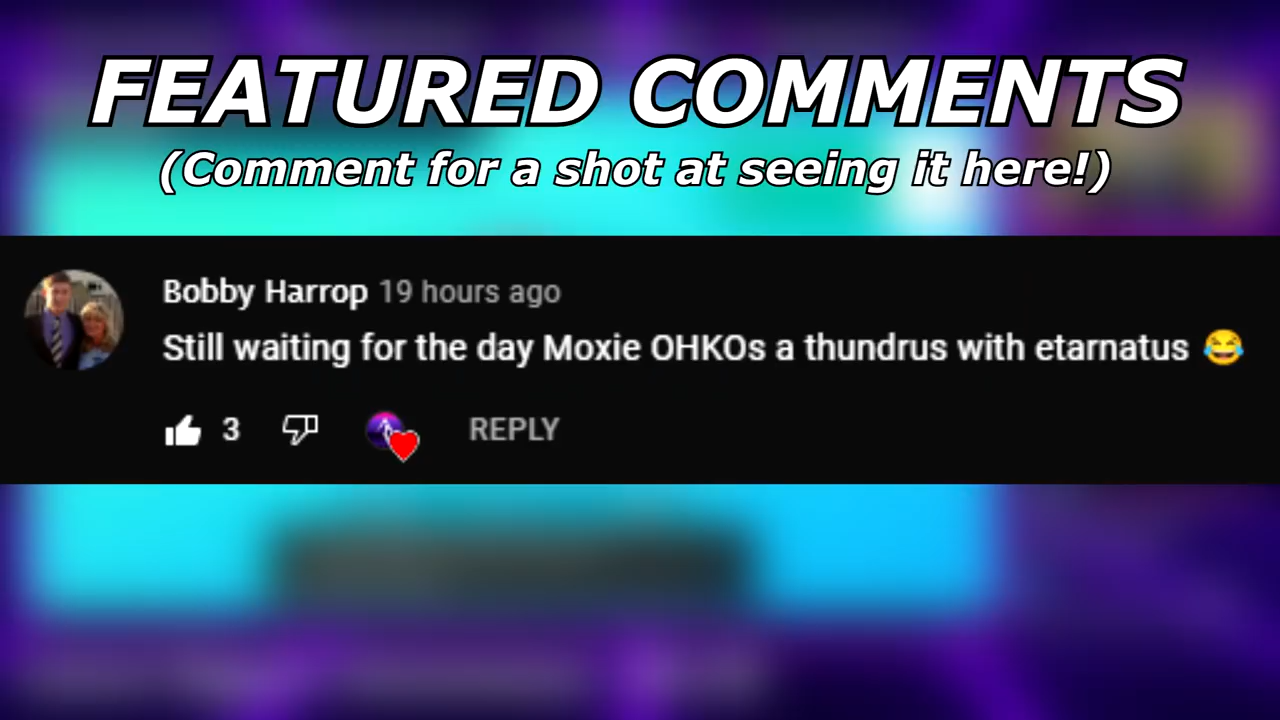 FEATURED COMMENTS
(Comment for a shot at seeing it here!)
Bobby Harrop 19 hours ago
Still waiting for the day Moxie OHKOs a thundrus with etarnatus 😂
3 REPLY